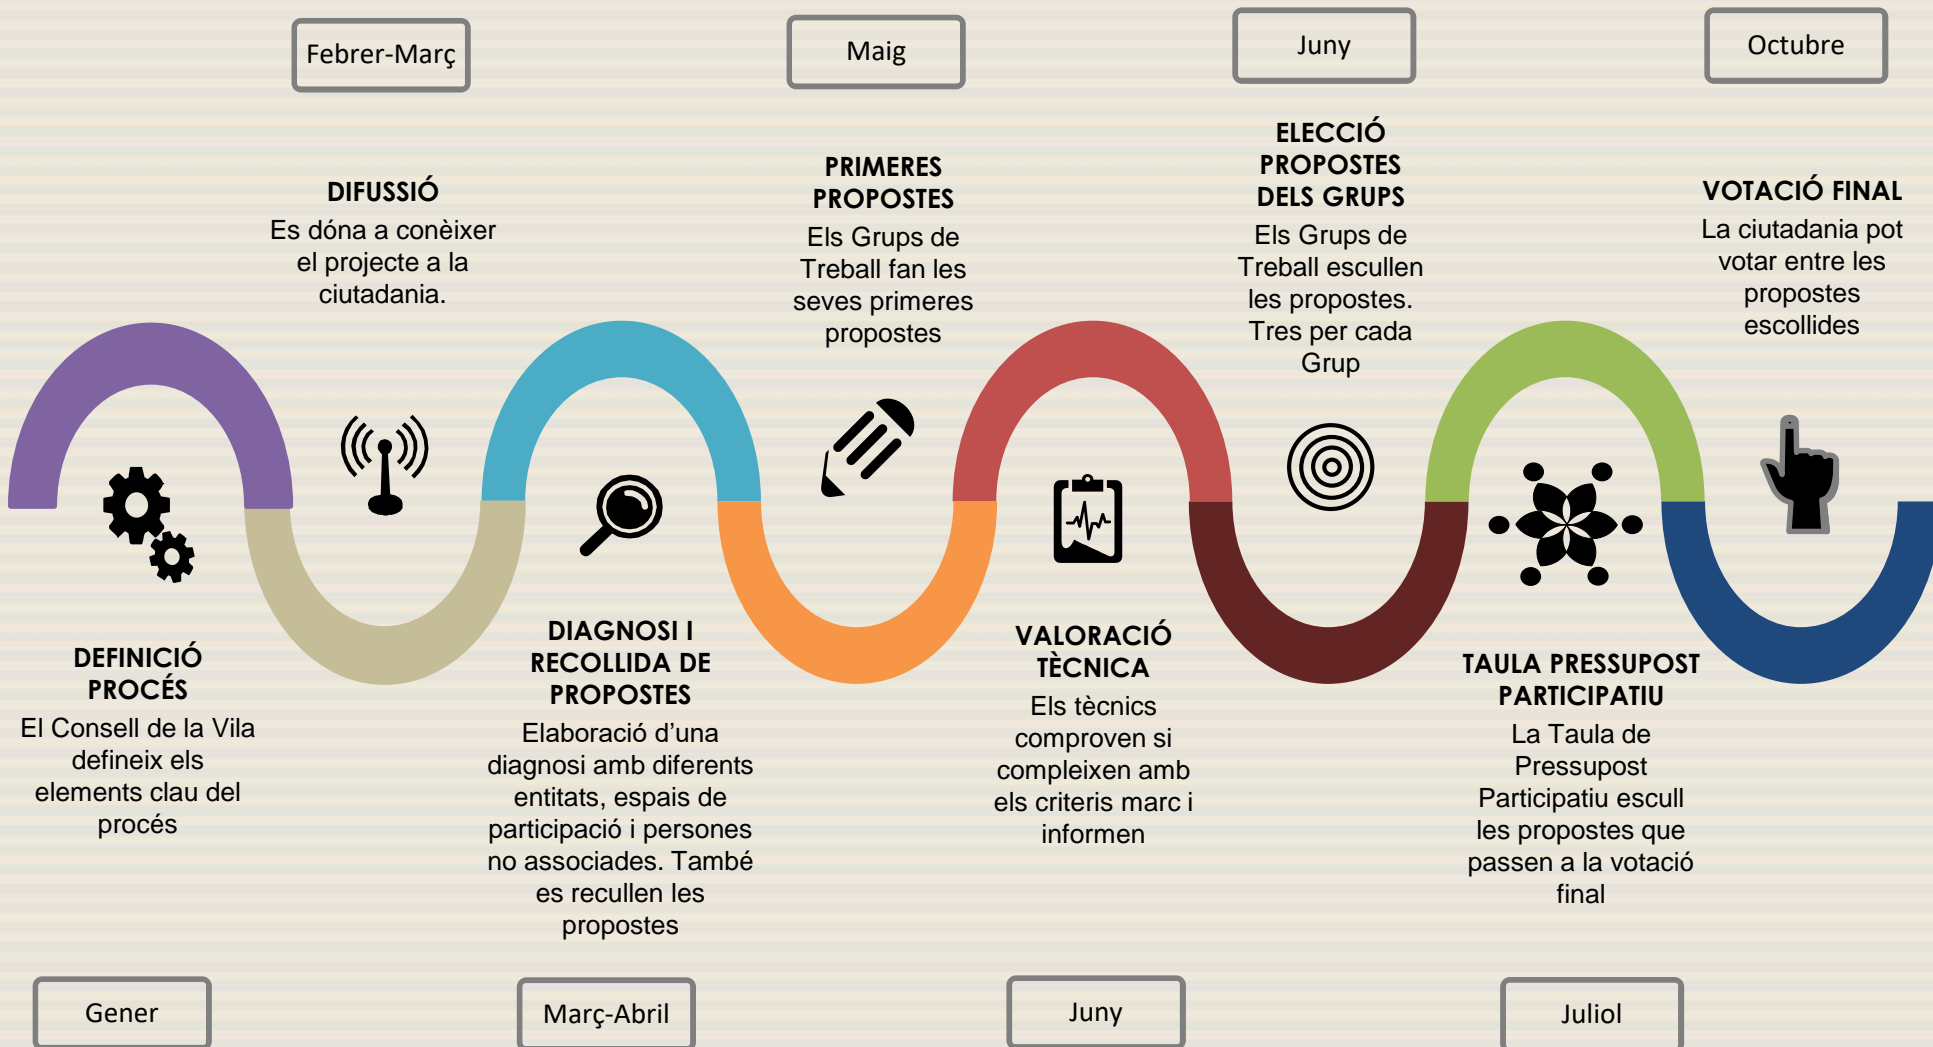 Febrer-Març
Maig
Juny
Octubre
DIFUSSIÓ
Es dóna a conèixer
el projecte a la
ciutadania.
PRIMERES
PROPOSTES
Els Grups de
Treball fan les
seves primeres
propostes
ELECCIÓ
PROPOSTES
DELS GRUPS
Els Grups de
Treball escullen
les propostes.
Tres per cada
Grup
VOTACIÓ FINAL
La ciutadania pot
votar entre les
propostes
escollides
DEFINICIÓ
PROCÉS
El Consell de la Vila
defineix els
elements clau del
procés
DIAGNOSI I
RECOLLIDA DE
PROPOSTES
Elaboració d’una
diagnosi amb diferents
entitats, espais de
participació i persones
no associades. També
es recullen les
propostes
VALORACIÓ
TÈCNICA
Els tècnics
comproven si
compleixen amb
els criteris marc i
informen
TAULA PRESSUPOST
PARTICIPATIU
La Taula de
Pressupost
Participatiu escull
les propostes que
passen a la votació
final
Gener
Març-Abril
Juny
Juliol